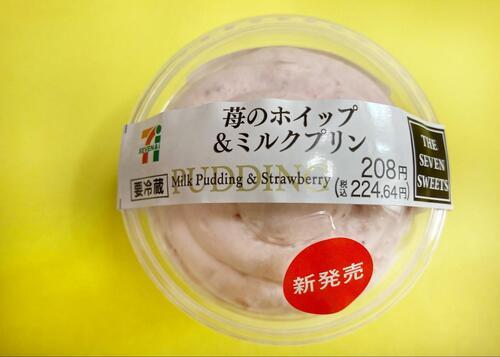 苺のホイップ
&ミルクプリン
7
SEVEN&i
THE
SEVEN
SWEETS
208円
(税込 224.64円)
要冷蔵
PUDDING
Milk Pudding & Strawberry
新発売